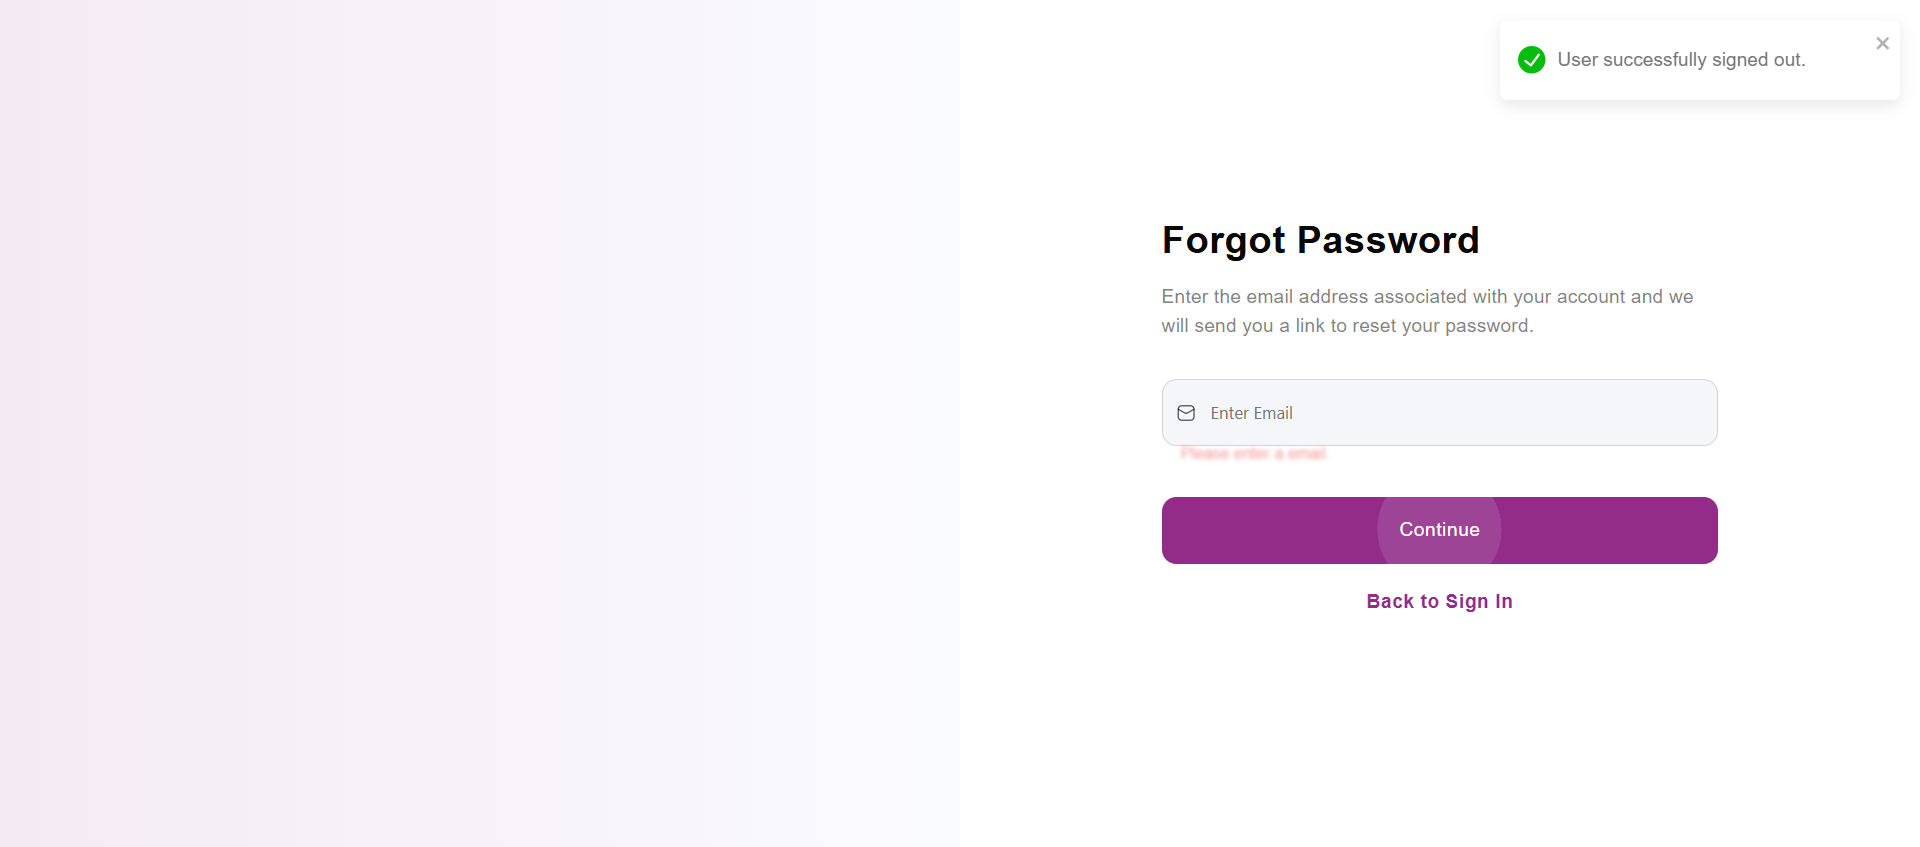 User successfully signed out.
Forgot Password
Enter the email address associated with your account and we
will send you a link to reset your password.
Enter Email
Please enter a email
Continue
Back to Sign In